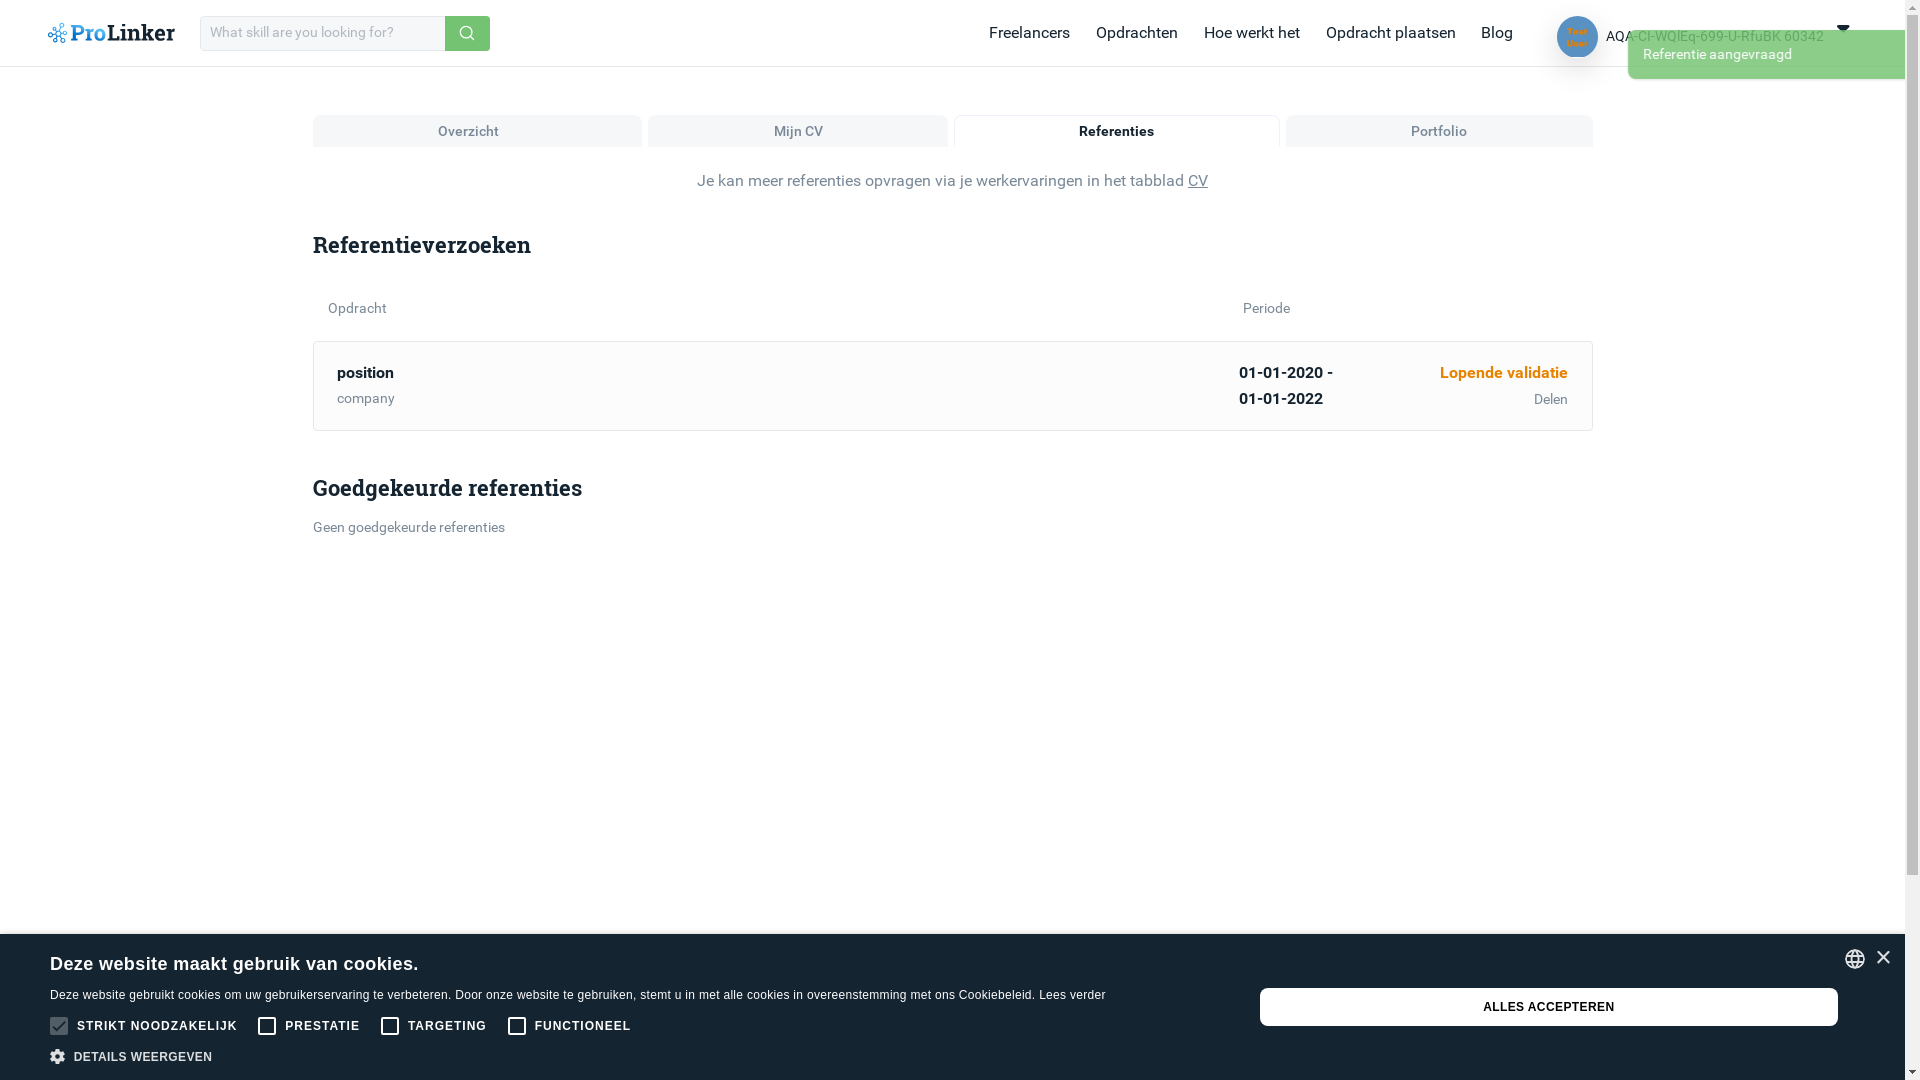 ProLinker
What skill are you looking for?
Freelancers
Opdrachten
Hoe werkt het
Opdracht plaatsen
Blog
Test
User
AQA-CI-WQIEq-699-U-RfuBK 60342
Referentie aangevraagd
Overzicht
Mijn CV
Referenties
Portfolio
Je kan meer referenties opvragen via je werkervaringen in het tabblad CV
Referentieverzoeken
Opdracht
Periode
position
company
01-01-2020 -
01-01-2022
Lopende validatie
Delen
Goedgekeurde referenties
Geen goedgekeurde referenties
Deze website maakt gebruik van cookies.
Deze website gebruikt cookies om uw gebruikerservaring te verbeteren. Door onze website te gebruiken, stemt u in met alle cookies in overeenstemming met ons Cookiebeleid. Lees verder
STRIKT NOODZAKELIJK
PRESTATIE
TARGETING
FUNCTIONEEL
DETAILS WEERGEVEN
ALLES ACCEPTEREN